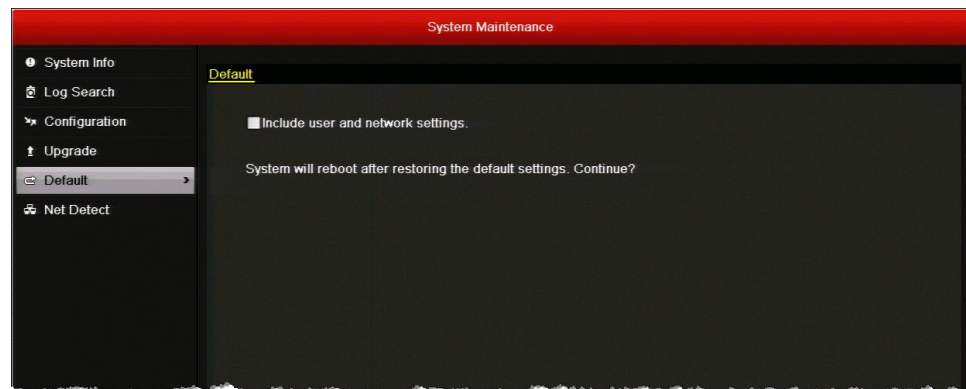 System Maintenance
System Info
Log Search
Configuration
Upgrade
Default
Net Detect
Default
Include user and network settings.
System will reboot after restoring the default settings. Continue?